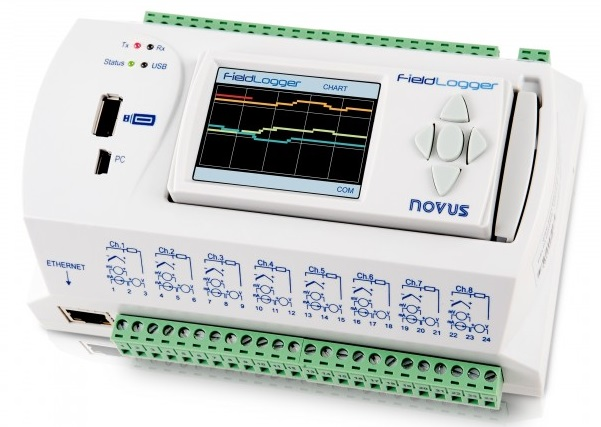 Tx Rx
Status USB
PC
FieldLogger CHART
COM
FieldLogger
novus
ETHERNET
Ch.1 Ch.2 Ch.3 Ch.4 Ch.5 Ch.6 Ch.7 Ch.8
1 2 3 4 5 6 7 8 9 10 11 12 13 14 15 16 17 18 19 20 21 22 23 24